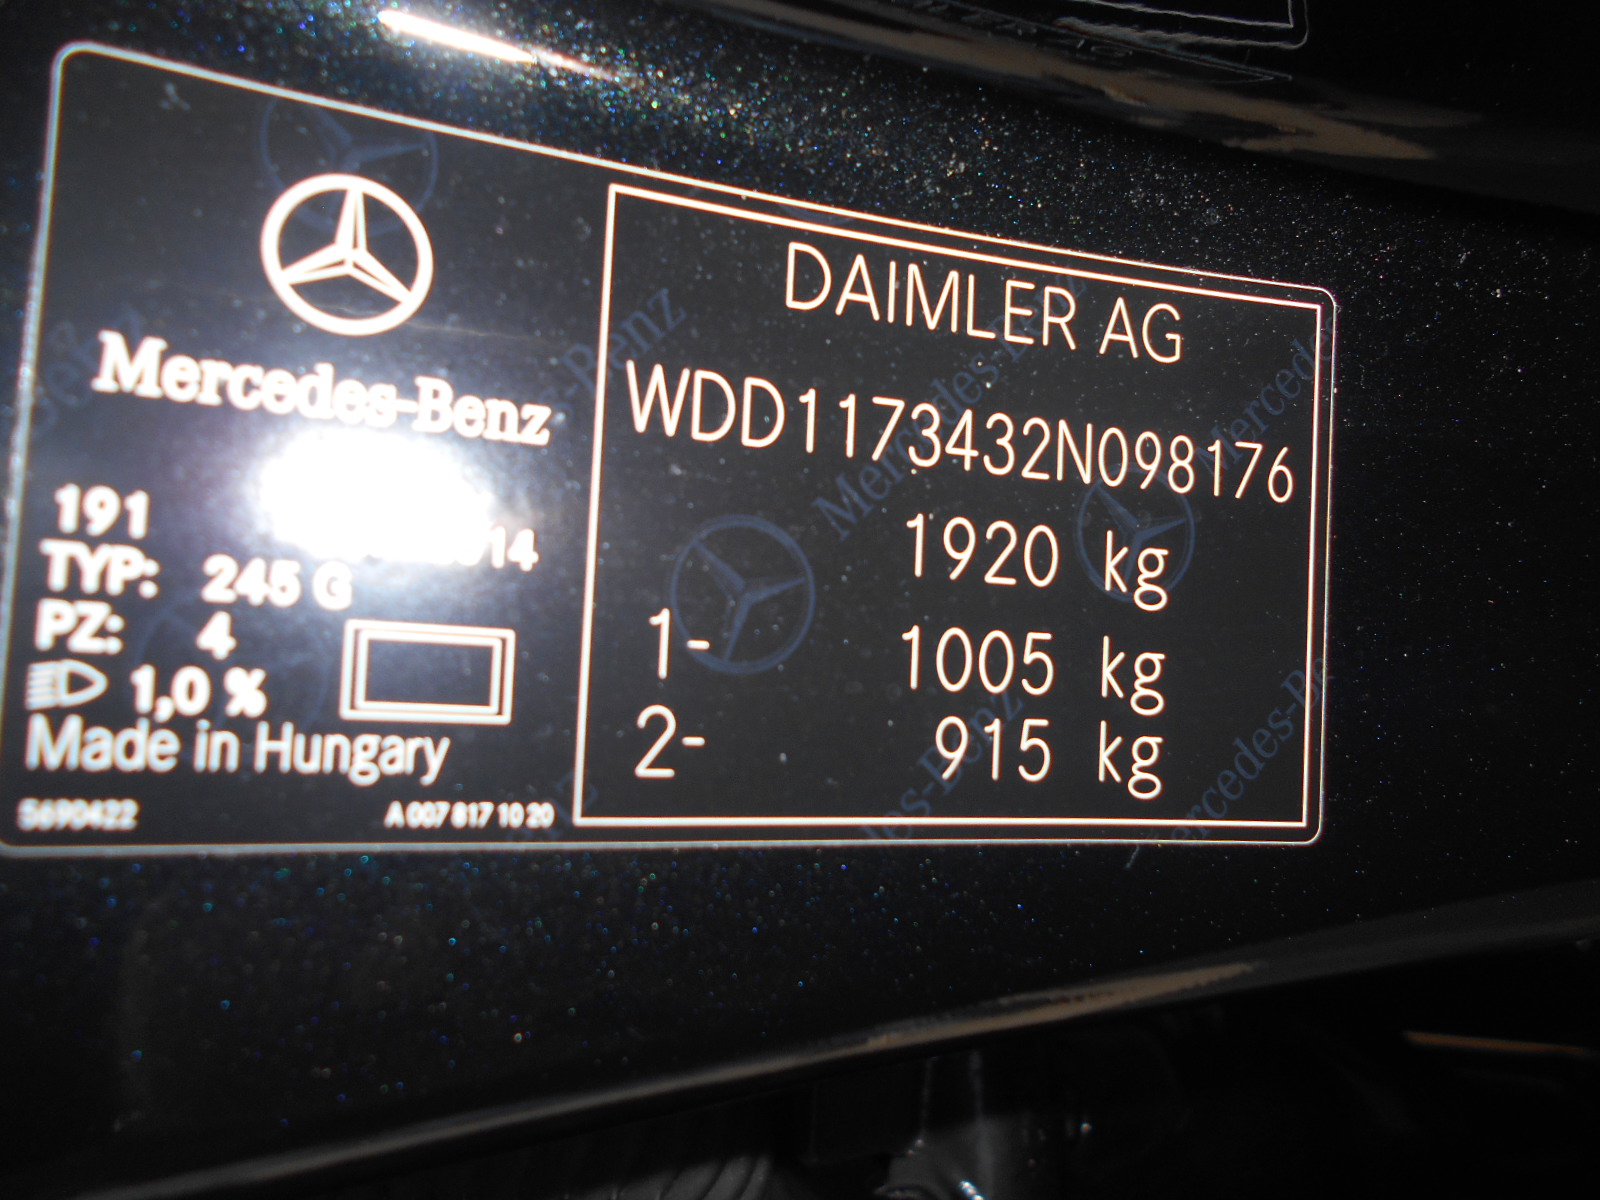 Mercedes-Benz
191
14
TYP: 245 G
PZ: 4
1,0 %
Made in Hungary
5690422
A 007 817 10 20
DAIMLER AG
WDD1173432N098176
1920 kg
1- 1005 kg
2- 915 kg